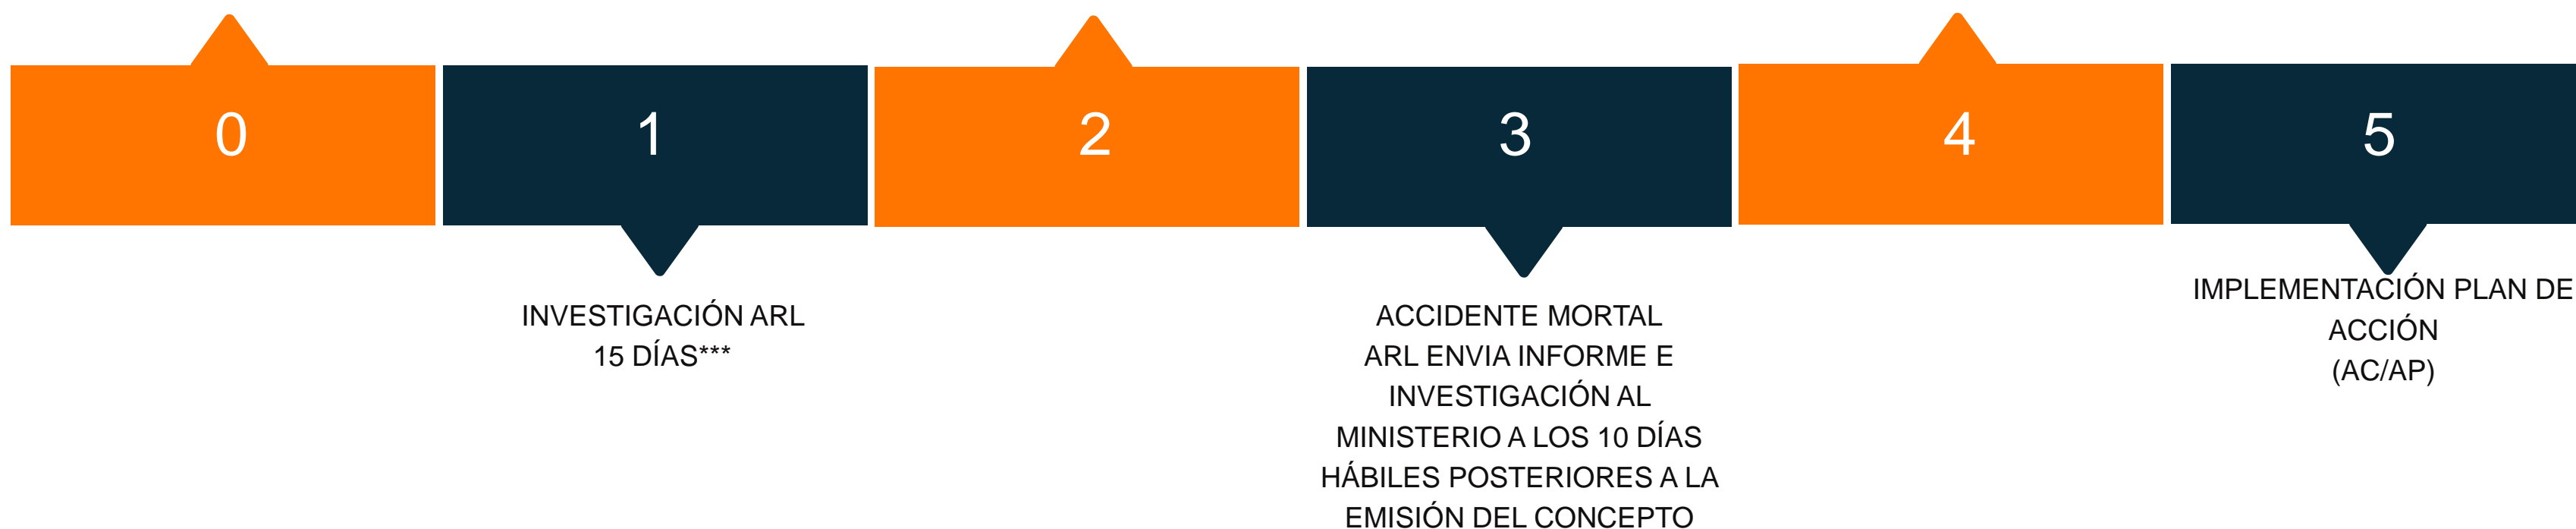 0
1
2
3
4
5
INVESTIGACIÓN ARL
15 DÍAS***
ACCIDENTE MORTAL
ARL ENVIA INFORME E
INVESTIGACIÓN AL
MINISTERIO A LOS 10 DÍAS
HÁBILES POSTERIORES A LA
EMISIÓN DEL CONCEPTO
IMPLEMENTACIÓN PLAN DE
ACCIÓN
(AC/AP)